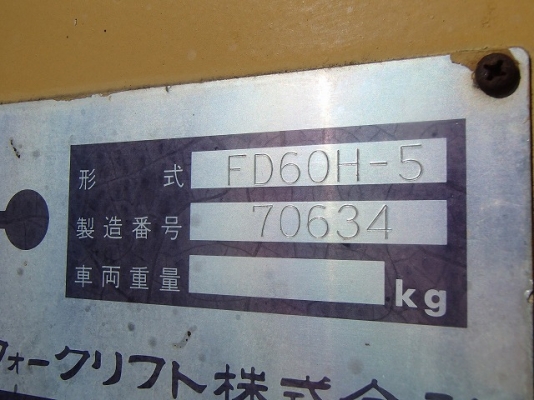 形式 FD60H-5
製造番号 70634
車両重量 kg
フォークリフト株式会